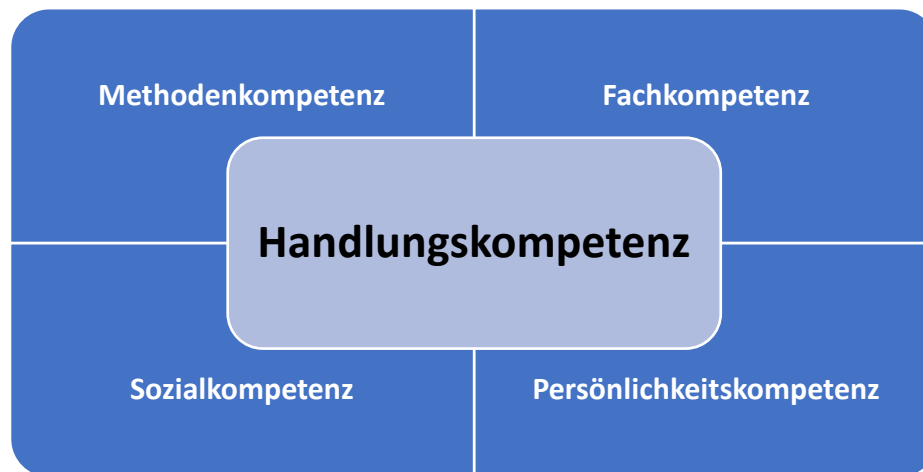 Methodenkompetenz
Fachkompetenz
Handlungskompetenz
Sozialkompetenz
Persönlichkeitskompetenz